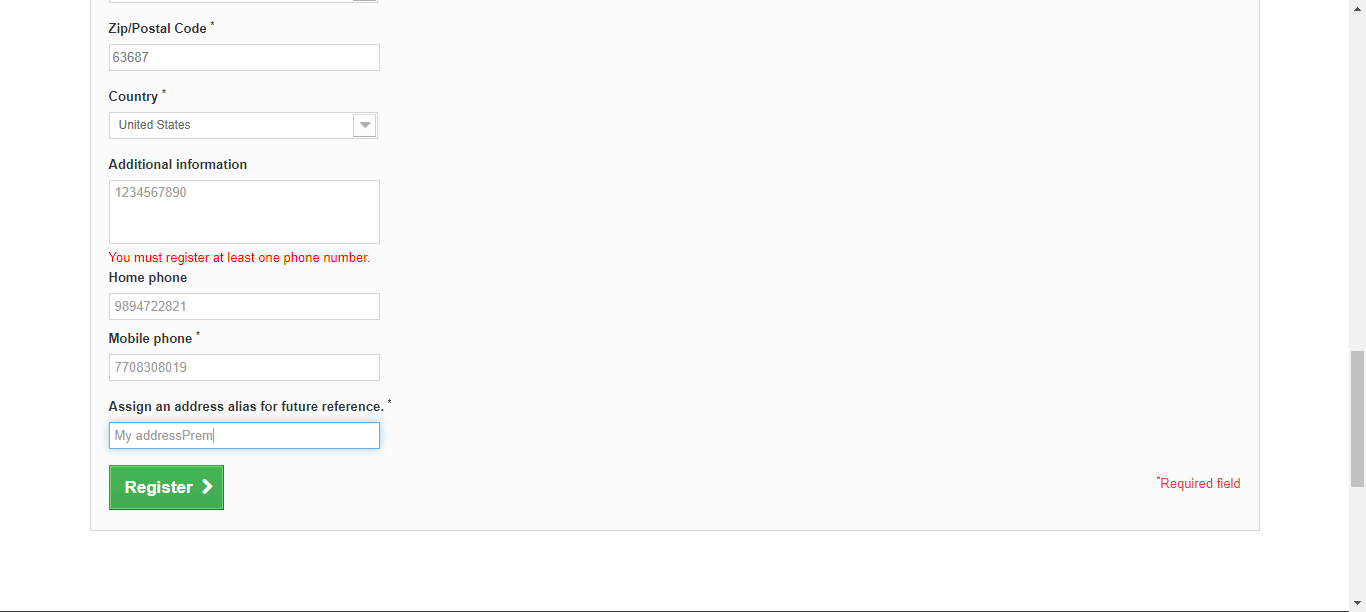 Zip/Postal Code *
63687
Country *
United States
Additional information
1234567890
You must register at least one phone number.
Home phone
9894722821
Mobile phone *
7708308019
Assign an address alias for future reference. *
My addressPrem
Register
*Required field